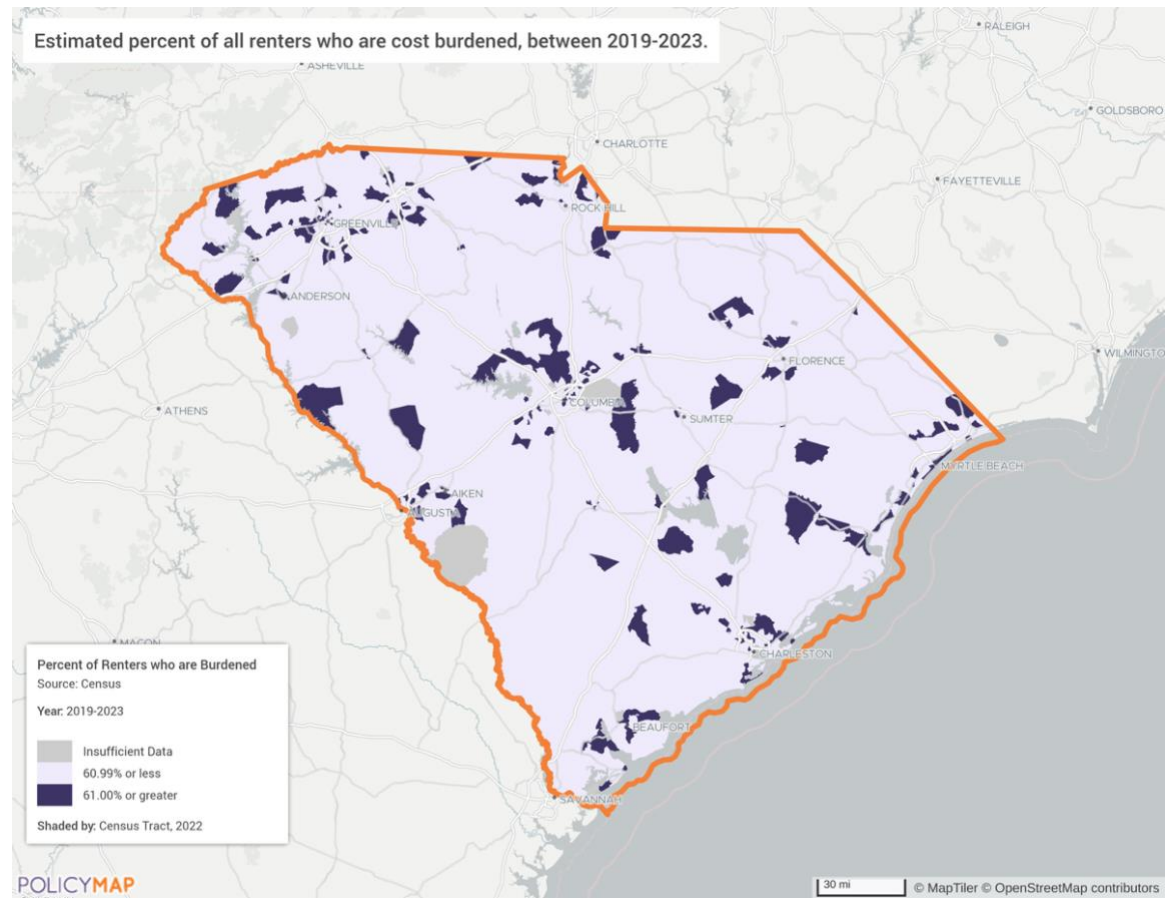 Estimated percent of all renters who are cost burdened, between 2019-2023.
RALEIGH
ASHEVILLE
GOLDSBORO
CHARLOTTE
FAYETTEVILLE
ROCK HILL
GREENVILLE
ANDERSON
WILMINGTO
FLORENCE
ATHENS
COLUMBIA
SUMTER
MYRTLE BEACH
AIKEN
AUGUSTA
MACON
CHARLESTON
BEAUFORT
SAVANNAH
Percent of Renters who are Burdened
Source: Census
Year: 2019-2023
Insufficient Data
60.99% or less
61.00% or greater
Shaded by: Census Tract, 2022
POLICYMAP
30 mi
© MapTiler © OpenStreetMap contributors